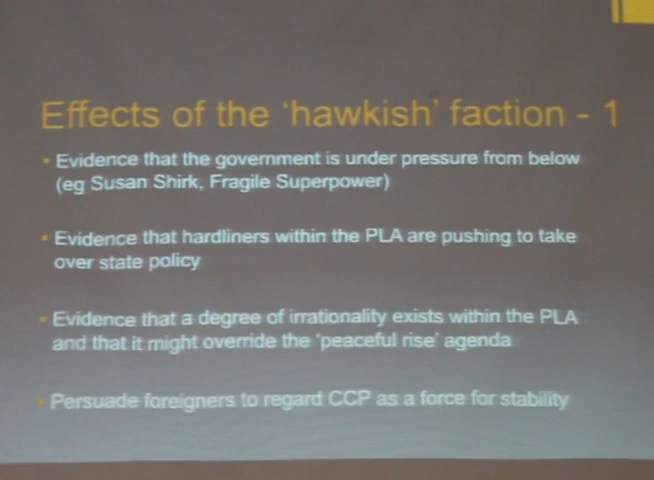 Effects of the 'hawkish' faction - 1
▪ Evidence that the government is under pressure from below
(eg Susan Shirk, Fragile Superpower)
▪ Evidence that hardliners within the PLA are pushing to take
over state policy
▪ Evidence that a degree of irrationality exists within the PLA
and that it might override the 'peaceful rise' agenda
▪ Persuade foreigners to regard CCP as a force for stability